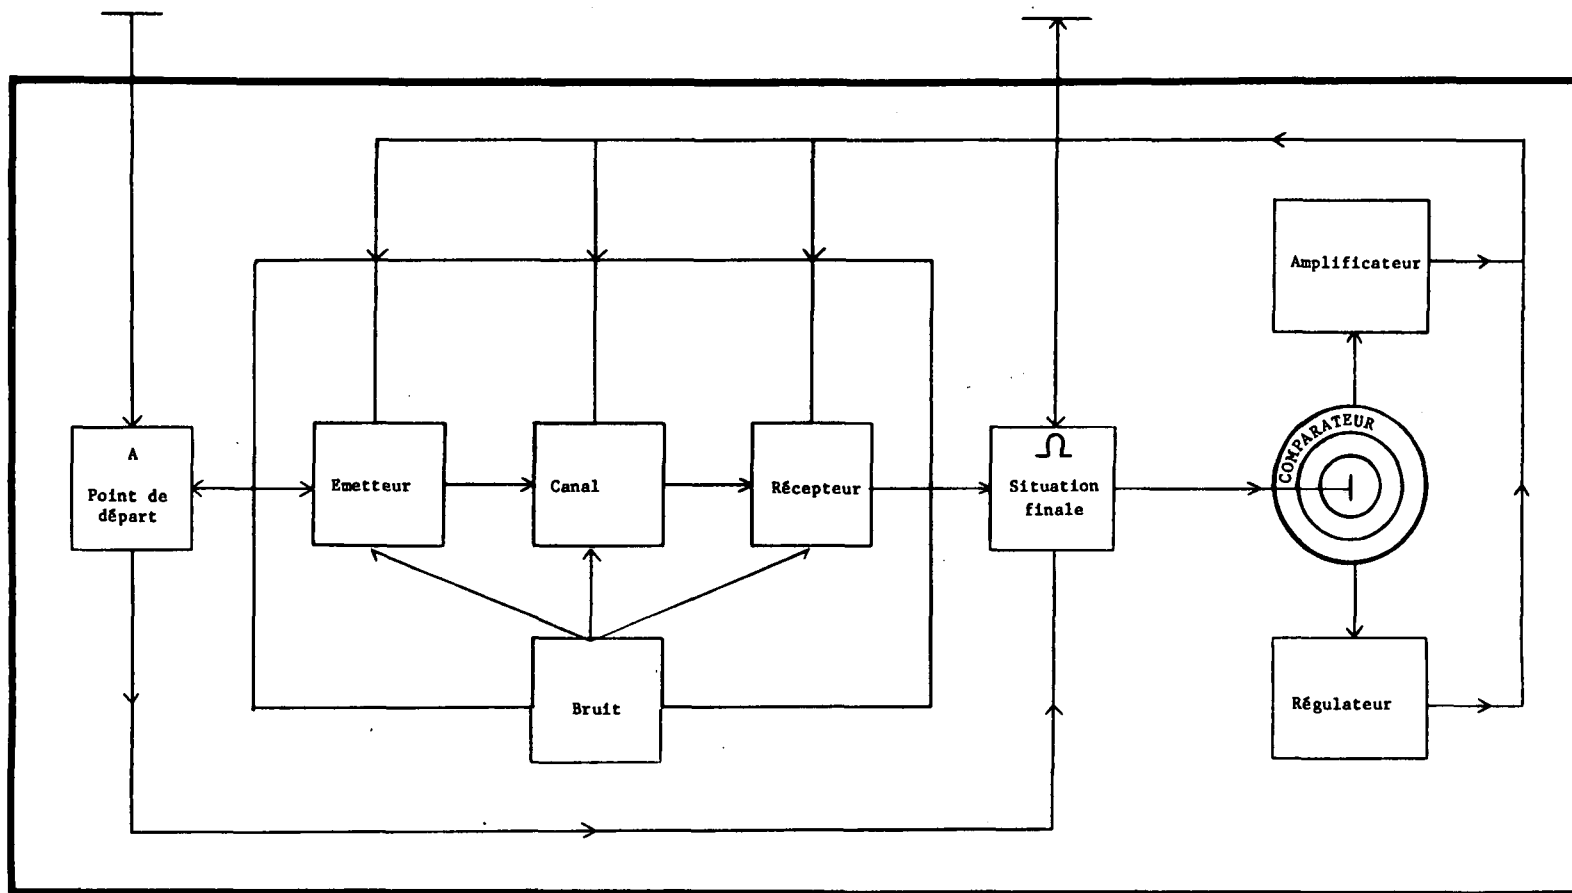 A
Point de
départ
Emetteur
Canal
Récepteur
Ω
Situation
finale
COMPARATEUR
Amplificateur
Régulateur
Bruit